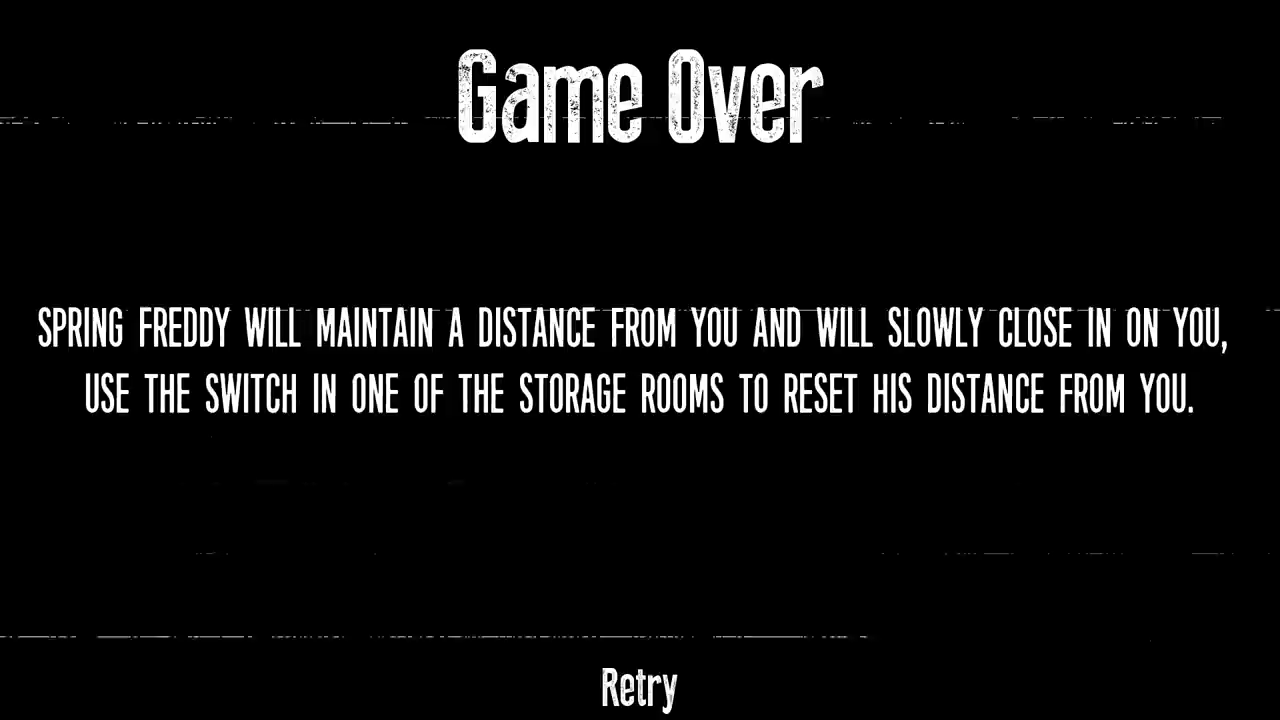 Game Over
SPRING FREDDY WILL MAINTAIN A DISTANCE FROM YOU AND WILL SLOWLY CLOSE IN ON YOU,
USE THE SWITCH IN ONE OF THE STORAGE ROOMS TO RESET HIS DISTANCE FROM YOU.
Retry